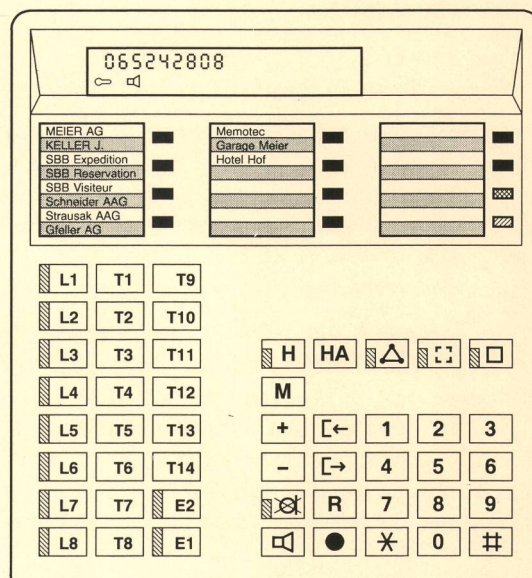 065242808
MEIER AG
KELLER J.
SBB Expedition
SBB Reservation
SBB Visiteur
Schneider AAG
Strausak AAG
Gfeller AG
Memotec
Garage Meier
Hotel Hof
L1 T1 T9
L2 T2 T10
L3 T3 T11
L4 T4 T12
L5 T5 T13
L6 T6 T14
L7 T7 E2
L8 T8 E1
H HA
M
+ [← 1 2 3
− [→ 4 5 6
R 7 8 9
* 0 #